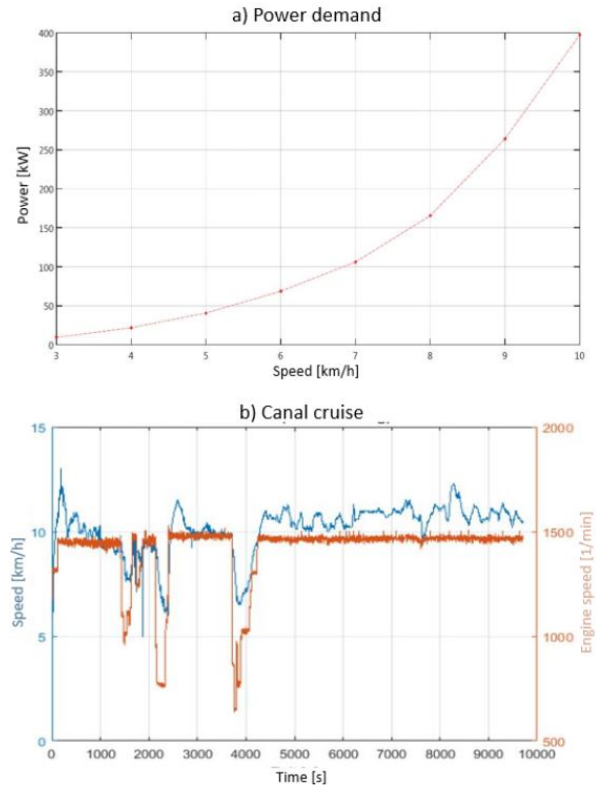 a) Power demand
400
350
300
250
200
150
100
50
0
Power [kW]
3 4 5 6 7 8 9 10
Speed [km/h]
b) Canal cruise
15
10
5
0
Speed [km/h]
2000
1500
1000
500
Engine speed [1/min]
0 1000 2000 3000 4000 5000 6000 7000 8000 9000 10000
Time [s]